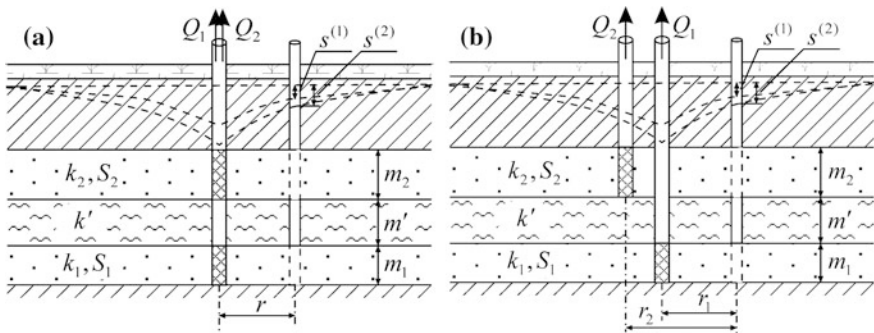 (a)
Q₁ Q₂
s⁽¹⁾
s⁽²⁾
k₂, S₂
m₂
k′
m′
k₁, S₁
m₁
r
(b)
Q₂ Q₁
s⁽¹⁾
s⁽²⁾
k₂, S₂
m₂
k′
m′
k₁, S₁
m₁
r₁
r₂